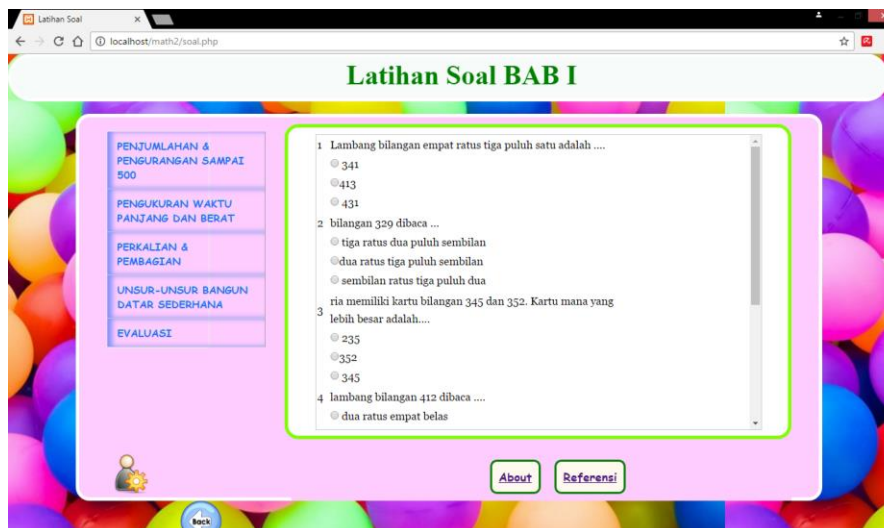 Latihan Soal
localhost/math2/soal.php
Latihan Soal BAB I
PENJUMLAHAN &
PENGURANGAN SAMPAI
500
PENGUKURAN WAKTU
PANJANG DAN BERAT
PERKALIAN &
PEMBAGIAN
UNSUR-UNSUR BANGUN
DATAR SEDERHANA
EVALUASI
1 Lambang bilangan empat ratus tiga puluh satu adalah ....
341
413
431
2 bilangan 329 dibaca ...
tiga ratus dua puluh sembilan
dua ratus tiga puluh sembilan
sembilan ratus tiga puluh dua
3 ria memiliki kartu bilangan 345 dan 352. Kartu mana yang
lebih besar adalah....
235
352
345
4 lambang bilangan 412 dibaca ....
dua ratus empat belas
About
Referensi
Back